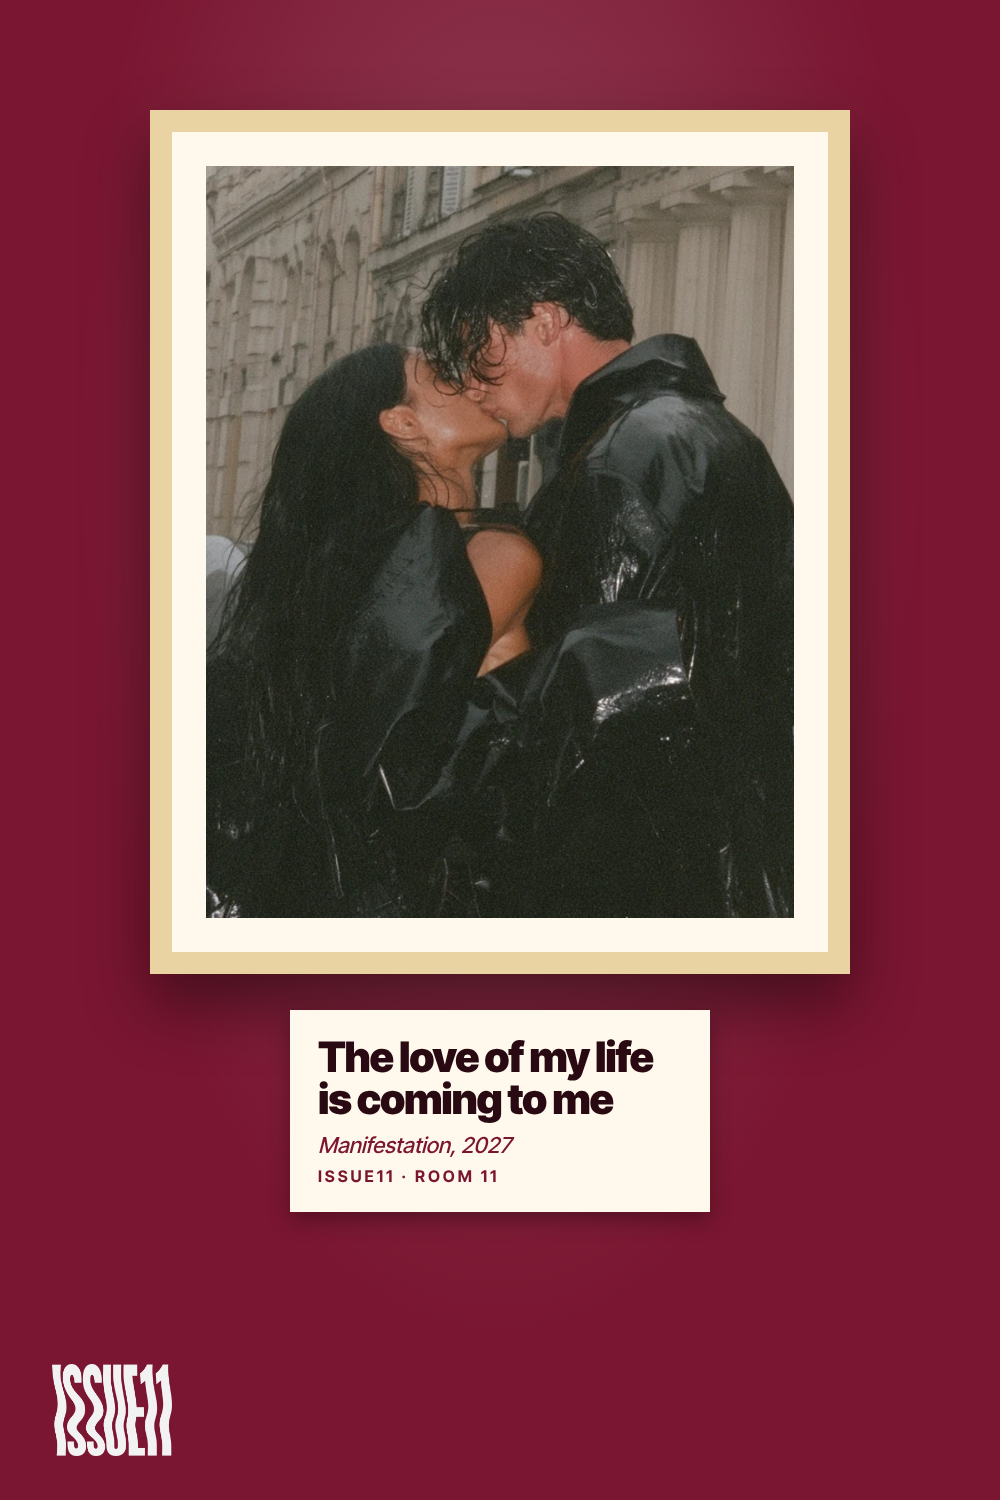 The love of my life
is coming to me
Manifestation, 2027
ISSUE11 · ROOM 11
ISSUE11